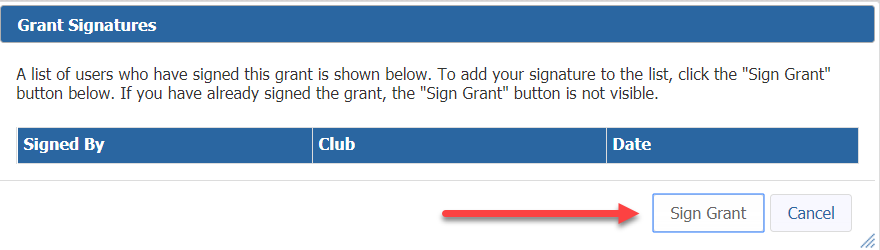 Grant Signatures
A list of users who have signed this grant is shown below. To add your signature to the list, click the "Sign Grant"
button below. If you have already signed the grant, the "Sign Grant" button is not visible.
Signed By Club Date
Sign Grant Cancel